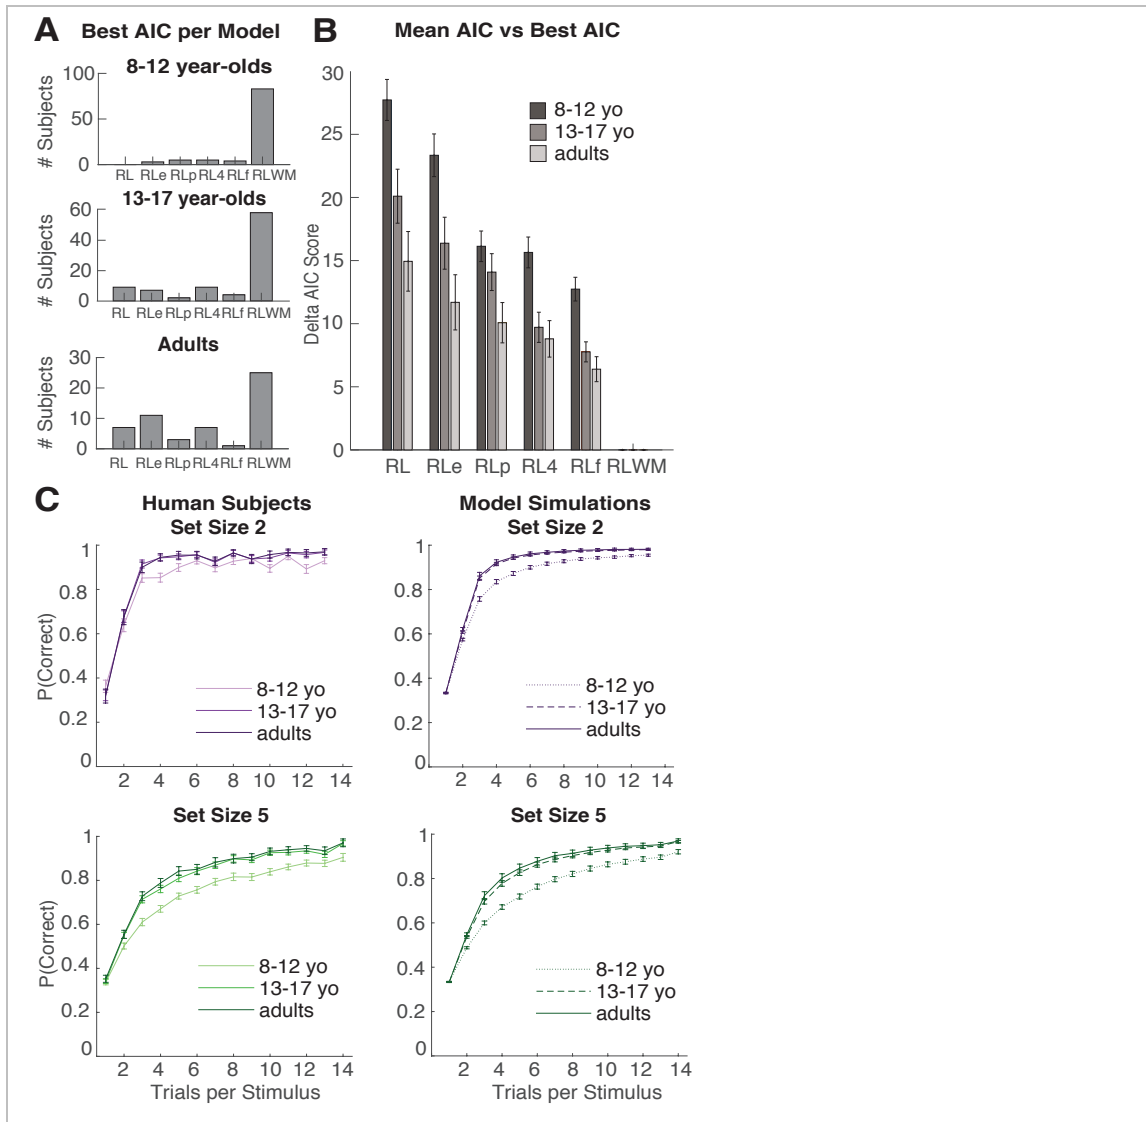 A Best AIC per Model
8-12 year-olds
100
50
0
# Subjects
RL RLe RLp RL4 RLf RLWM
13-17 year-olds
60
40
20
0
# Subjects
RL RLe RLp RL4 RLf RLWM
Adults
30
20
10
0
# Subjects
RL RLe RLp RL4 RLf RLWM
B Mean AIC vs Best AIC
30
25
20
15
10
5
0
Delta AIC Score
8-12 yo
13-17 yo
adults
RL RLe RLp RL4 RLf RLWM
C Human Subjects
Set Size 2
1
0.8
0.6
0.4
0.2
0
P(Correct)
8-12 yo
13-17 yo
adults
2 4 6 8 10 12 14
Model Simulations
Set Size 2
1
0.8
0.6
0.4
0.2
0
8-12 yo
13-17 yo
adults
2 4 6 8 10 12 14
Set Size 5
1
0.8
0.6
0.4
0.2
0
P(Correct)
8-12 yo
13-17 yo
adults
2 4 6 8 10 12 14
Trials per Stimulus
Set Size 5
1
0.8
0.6
0.4
0.2
0
8-12 yo
13-17 yo
adults
2 4 6 8 10 12 14
Trials per Stimulus